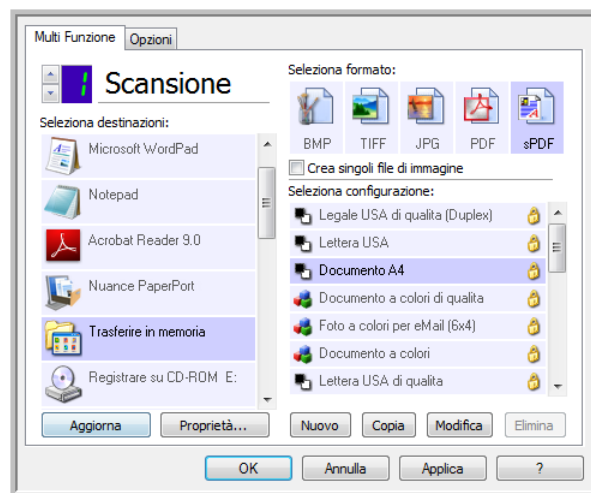 Multi Funzione
Opzioni
1
Scansione
Seleziona destinazioni:
Microsoft WordPad
Notepad
Acrobat Reader 9.0
Nuance PaperPort
Trasferire in memoria
Registrare su CD-ROM E:
Aggiorna
Proprietà...
Seleziona formato:
BMP
TIFF
JPG
PDF
sPDF
Crea singoli file di immagine
Seleziona configurazione:
Legale USA di qualita (Duplex)
Lettera USA
Documento A4
Documento a colori di qualita
Foto a colori per eMail (6x4)
Documento a colori
Lettera USA di qualita
Nuovo
Copia
Modifica
Elimina
OK
Annulla
Applica
?